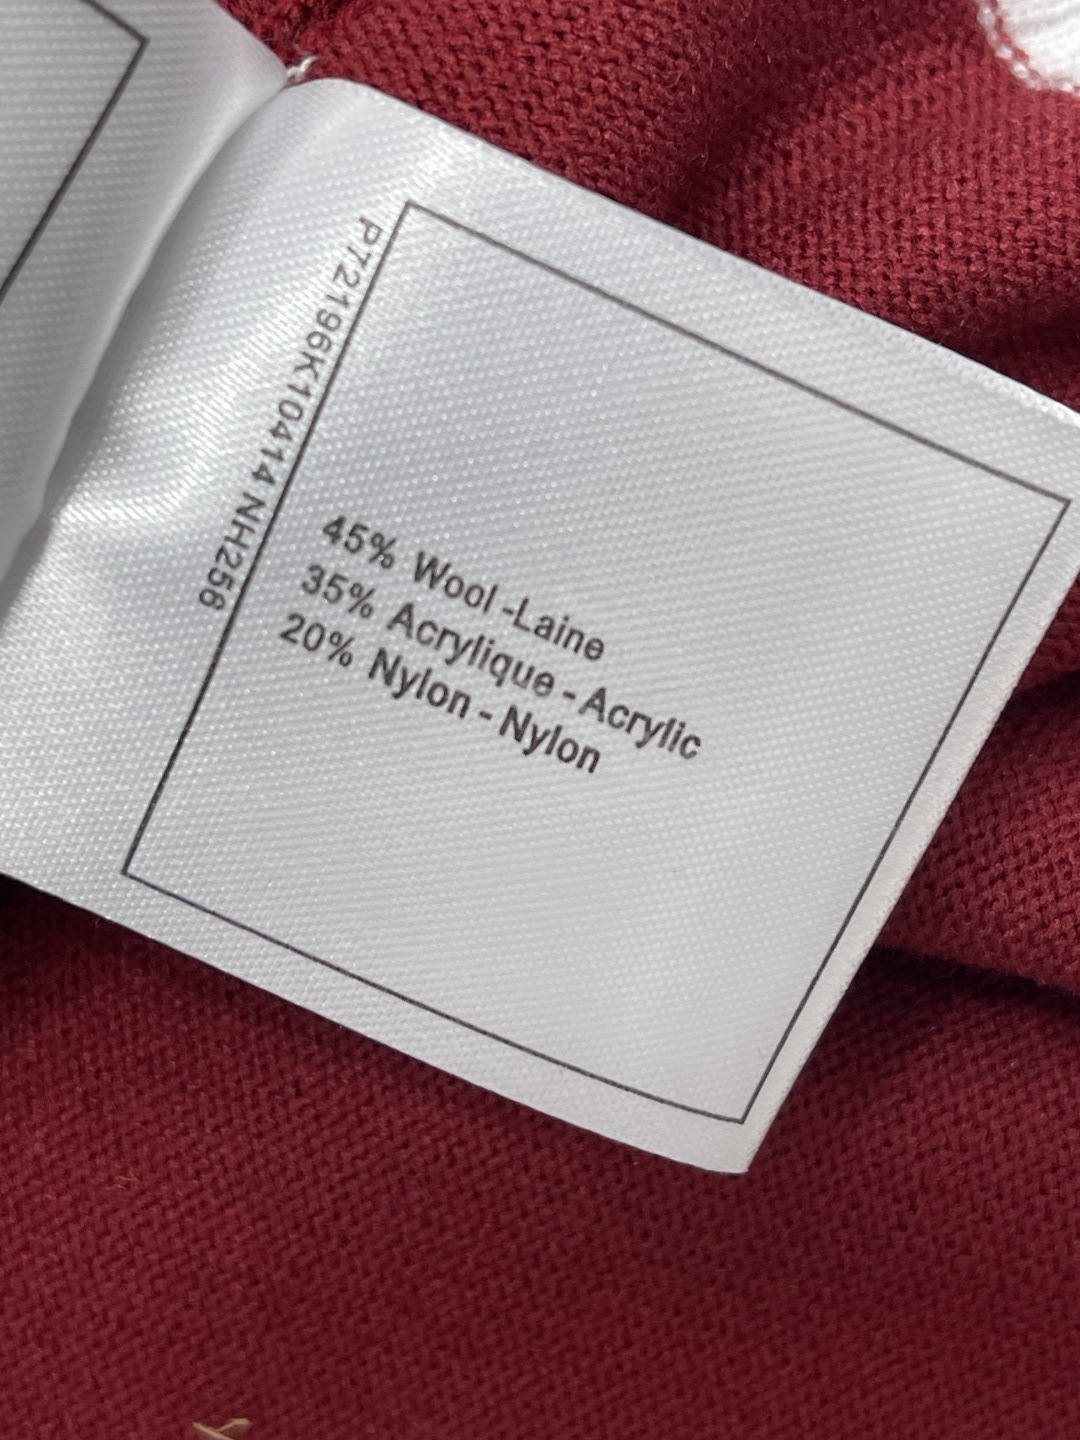 P72196K10414 NH256
45% Wool -Laine
35% Acrylique - Acrylic
20% Nylon - Nylon